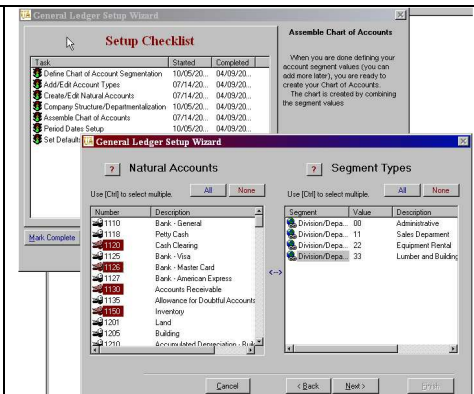 General Ledger Setup Wizard
Setup Checklist
Task Started Completed
Define Chart of Account Segmentation 10/05/20... 04/09/20...
Add/Edit Account Types 07/14/20... 04/09/20...
Create/Edit Natural Accounts 07/14/20... 04/09/20...
Company Structure/Departmentalization 10/05/20... 04/09/20...
Assemble Chart of Accounts 07/14/20... 04/09/20...
Period Dates Setup 10/05/20... 04/09/20...
Set Default
Mark Complete
Assemble Chart of Accounts
When you are done defining your
account segment values (you can
add more later), you are ready to
create your Chart of Accounts.
The chart is created by combining
the segment values
General Ledger Setup Wizard
? Natural Accounts
Use [Ctrl] to select multiple. All None
Number Description
1110 Bank - General
1118 Petty Cash
1120 Cash Clearing
1125 Bank - Visa
1126 Bank - Master Card
1127 Bank - American Express
1130 Accounts Receivable
1135 Allowance for Doubtful Accounts
1150 Inventory
1201 Land
1205 Building
1210 Accumulated Depreciation - Buil
<-->
? Segment Types
Use [Ctrl] to select multiple. All None
Segment Value Description
Division/Depa... 00 Administrative
Division/Depa... 11 Sales Deparment
Division/Depa... 22 Equipment Rental
Division/Depa... 33 Lumber and Building
Cancel < Back Next > Finish